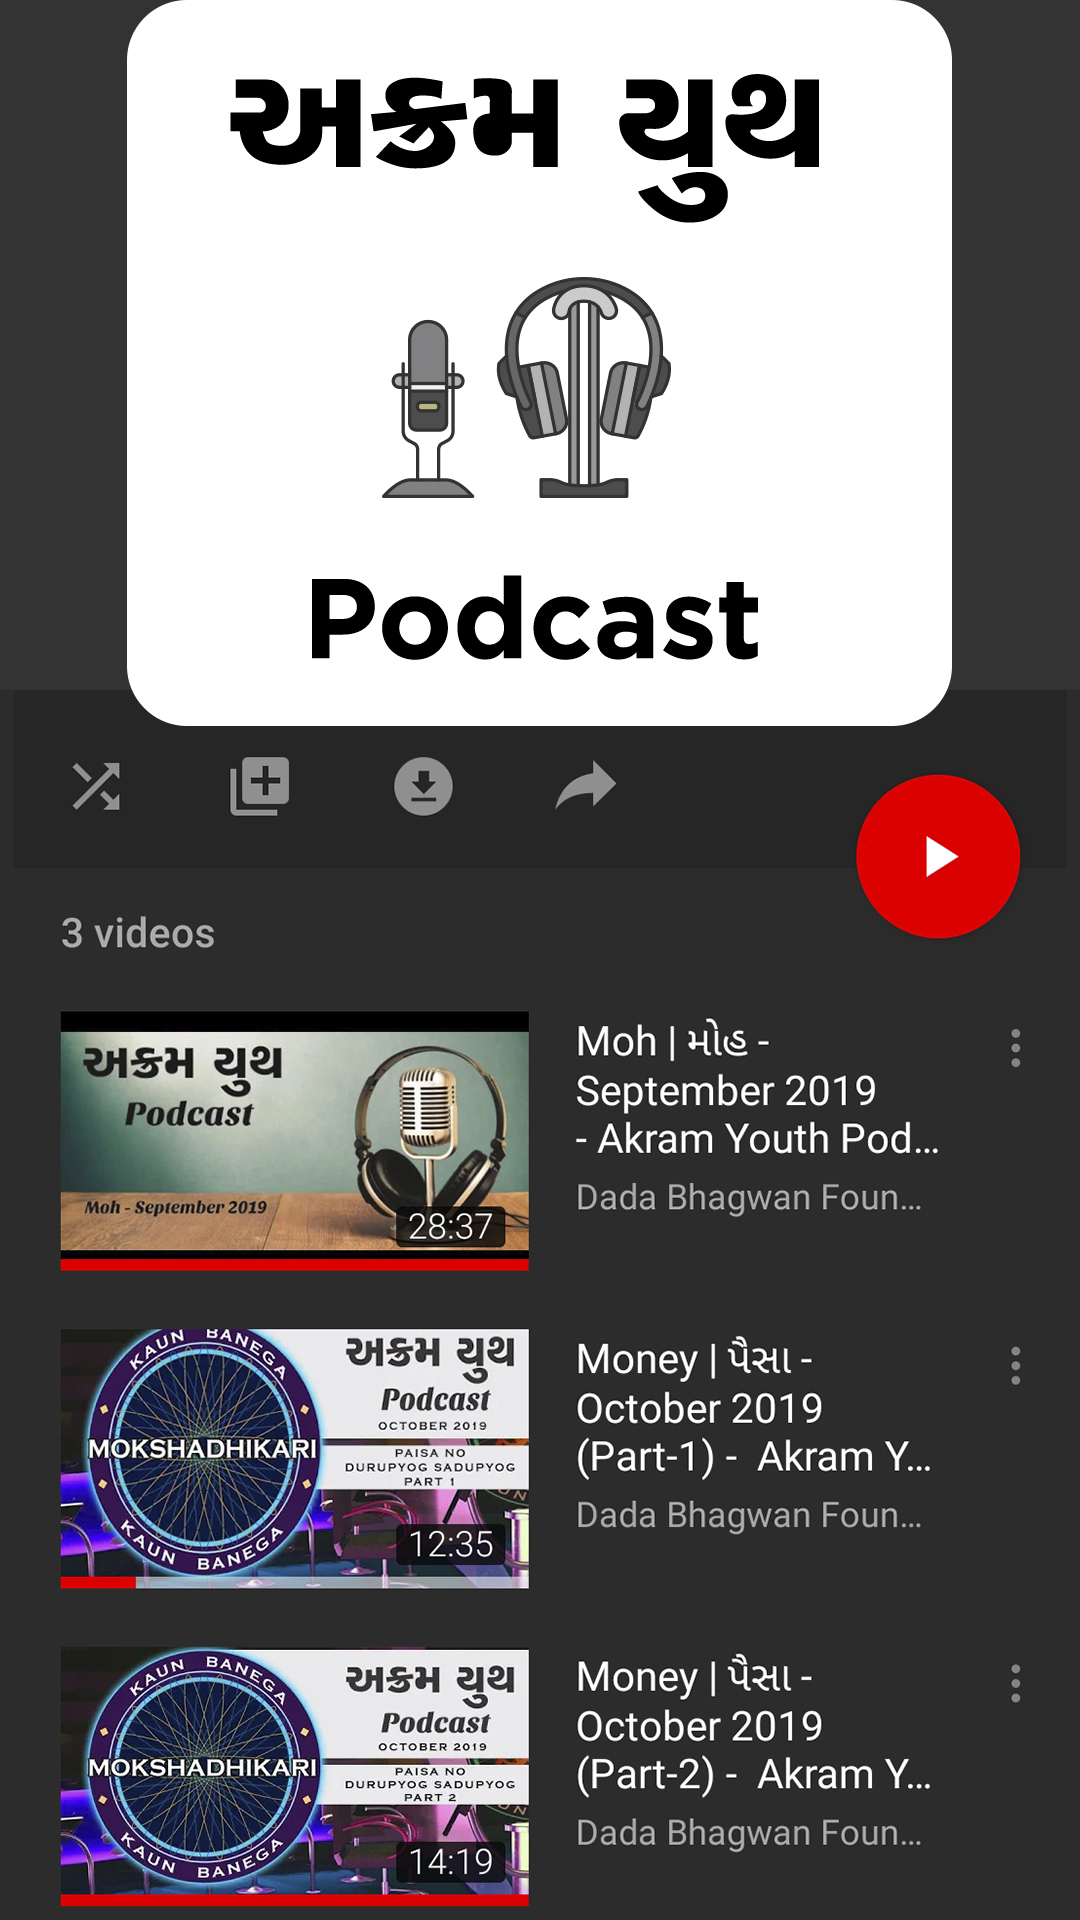 અક્રમ યુથ
Podcast
3 videos
અક્રમ યુથ
Podcast
Moh - September 2019
28:37
Moh | મોહ -
September 2019
- Akram Youth Pod...
Dada Bhagwan Foun...
KAUN BANEGA
MOKSHADHIKARI
KAUN BANEGA
અક્રમ યુથ
Podcast
OCTOBER 2019
PAISA NO
DURUPYOG SADUPYOG
PART 1
12:35
Money | પૈસા -
October 2019
(Part-1) - Akram Y...
Dada Bhagwan Foun...
KAUN BANEGA
MOKSHADHIKARI
KAUN BANEGA
અક્રમ યુથ
Podcast
OCTOBER 2019
PAISA NO
DURUPYOG SADUPYOG
PART 2
14:19
Money | પૈસા -
October 2019
(Part-2) - Akram Y...
Dada Bhagwan Foun...